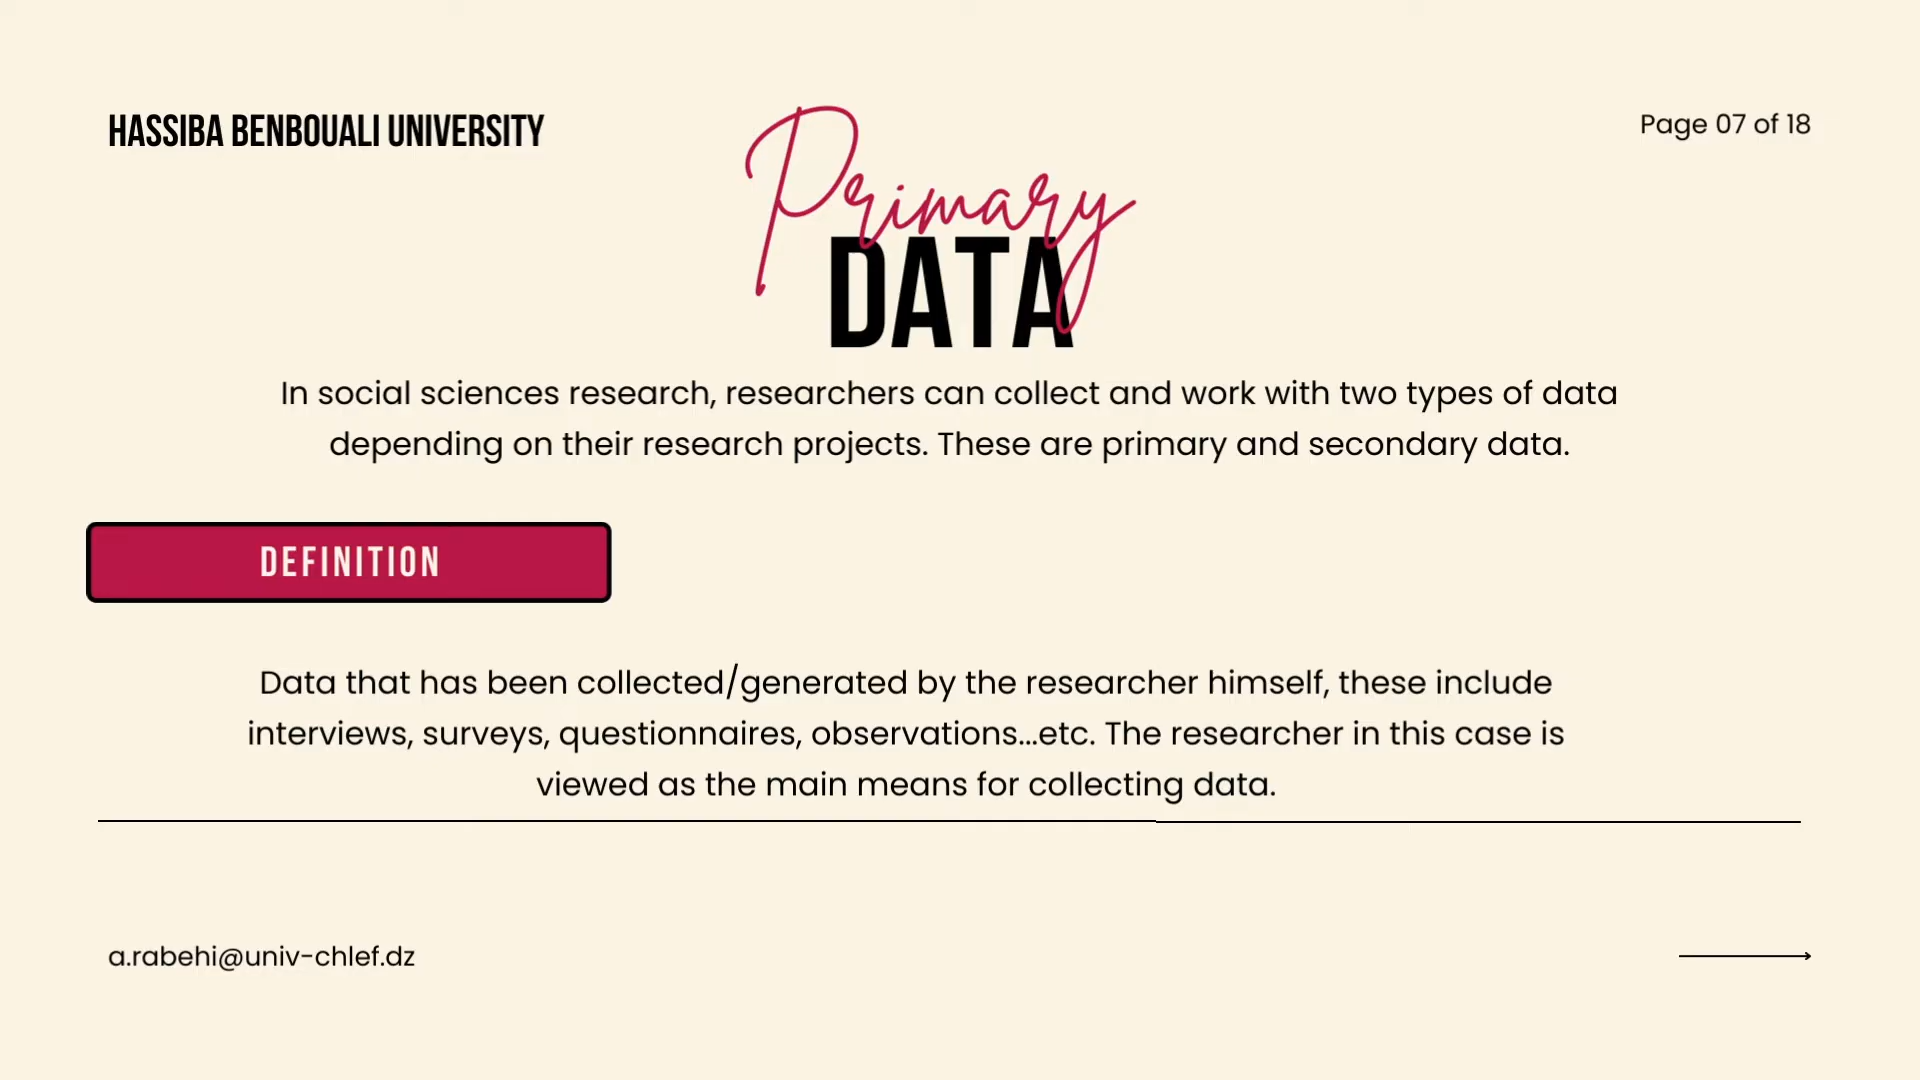 HASSIBA BENBOUALI UNIVERSITY
Page 07 of 18
Primary
DATA
In social sciences research, researchers can collect and work with two types of data
depending on their research projects. These are primary and secondary data.
DEFINITION
Data that has been collected/generated by the researcher himself, these include
interviews, surveys, questionnaires, observations...etc. The researcher in this case is
viewed as the main means for collecting data.
a.rabehi@univ-chlef.dz